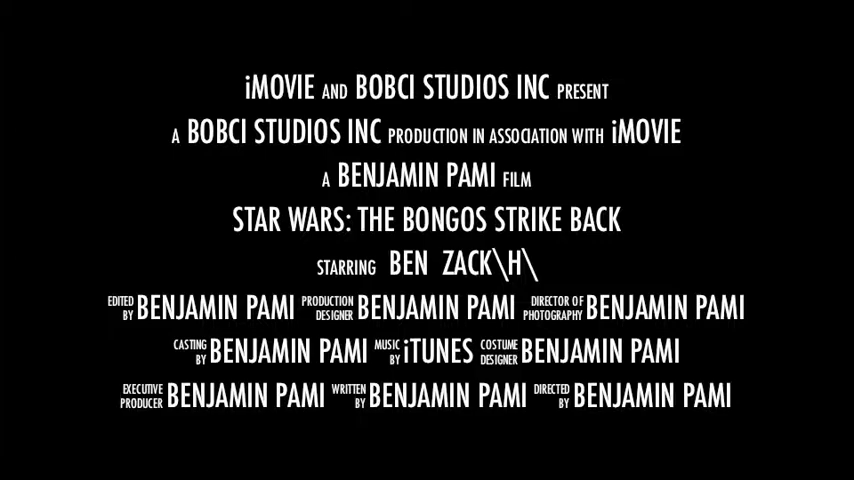 iMOVIE AND BOBCI STUDIOS INC PRESENT
A BOBCI STUDIOS INC PRODUCTION IN ASSOCIATION WITH iMOVIE
A BENJAMIN PAMI FILM
STAR WARS: THE BONGOS STRIKE BACK
STARRING BEN ZACK\H\
EDITED BY BENJAMIN PAMI PRODUCTION DESIGNER BENJAMIN PAMI DIRECTOR OF PHOTOGRAPHY BENJAMIN PAMI
CASTING BY BENJAMIN PAMI MUSIC BY iTUNES COSTUME DESIGNER BENJAMIN PAMI
EXECUTIVE PRODUCER BENJAMIN PAMI WRITTEN BY BENJAMIN PAMI DIRECTED BY BENJAMIN PAMI